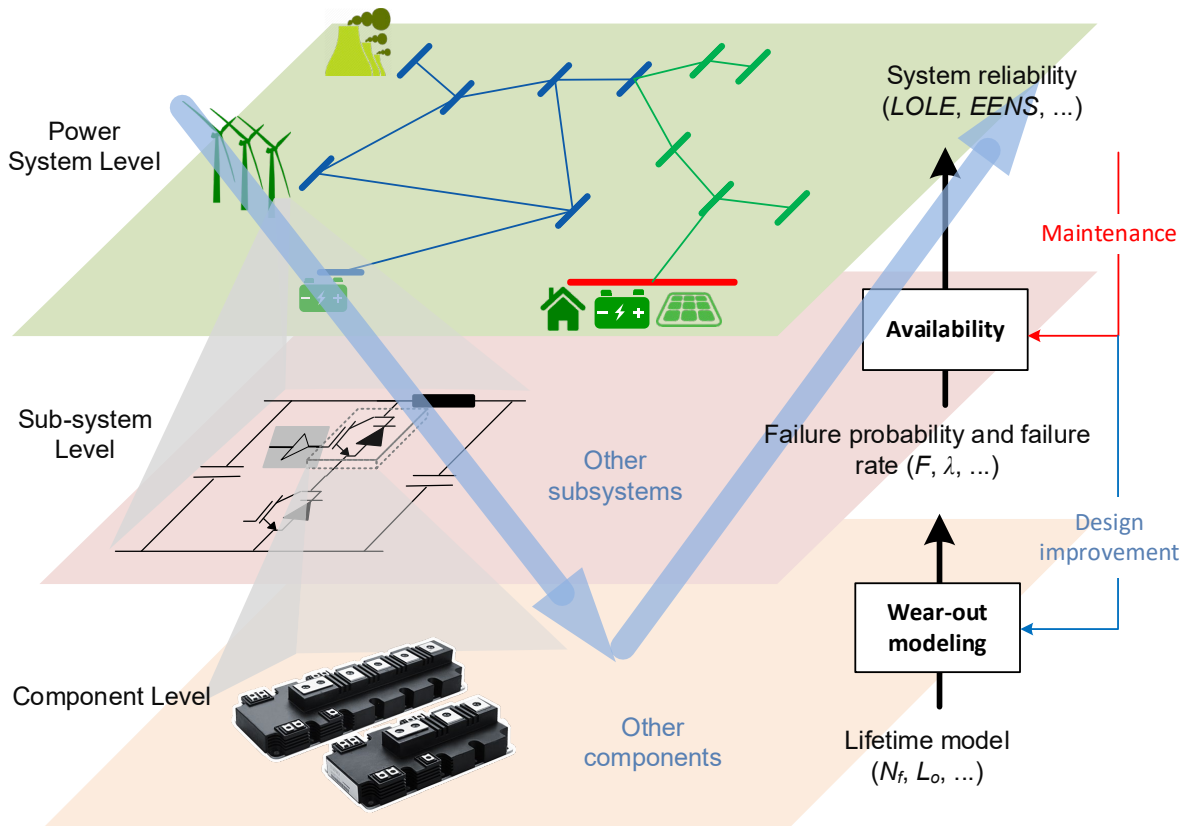 Power
System Level
System reliability
(LOLE, EENS, ...)
Maintenance
Availability
Sub-system
Level
Other
subsystems
Failure probability and failure
rate (F, λ, ...)
Design
improvement
Wear-out
modeling
Component Level
Other
components
Lifetime model
(Nf, Lo, ...)